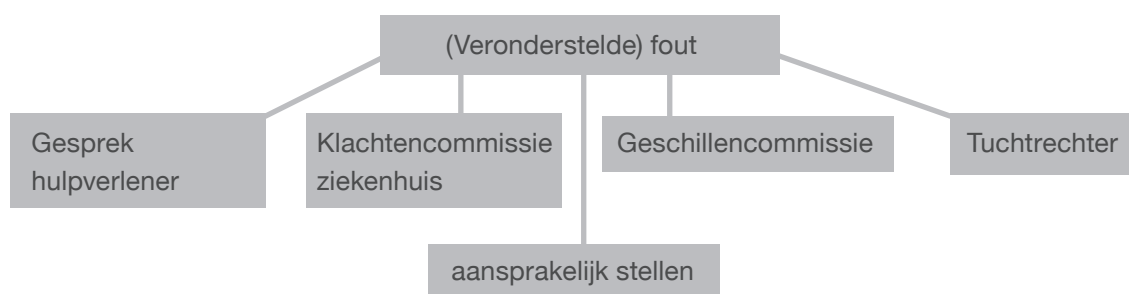 (Veronderstelde) fout
Gesprek
hulpverlener
Klachtencommissie
ziekenhuis
Geschillencommissie
Tuchtrechter
aansprakelijk stellen